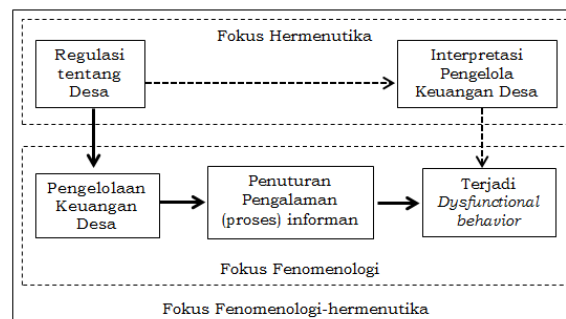 Fokus Hermenutika
Regulasi
tentang
Desa
Interpretasi
Pengelola
Keuangan Desa
Pengelolaan
Keuangan
Desa
Penuturan
Pengalaman
(proses) informan
Terjadi
Dysfunctional
behavior
Fokus Fenomenologi
Fokus Fenomenologi-hermenutika